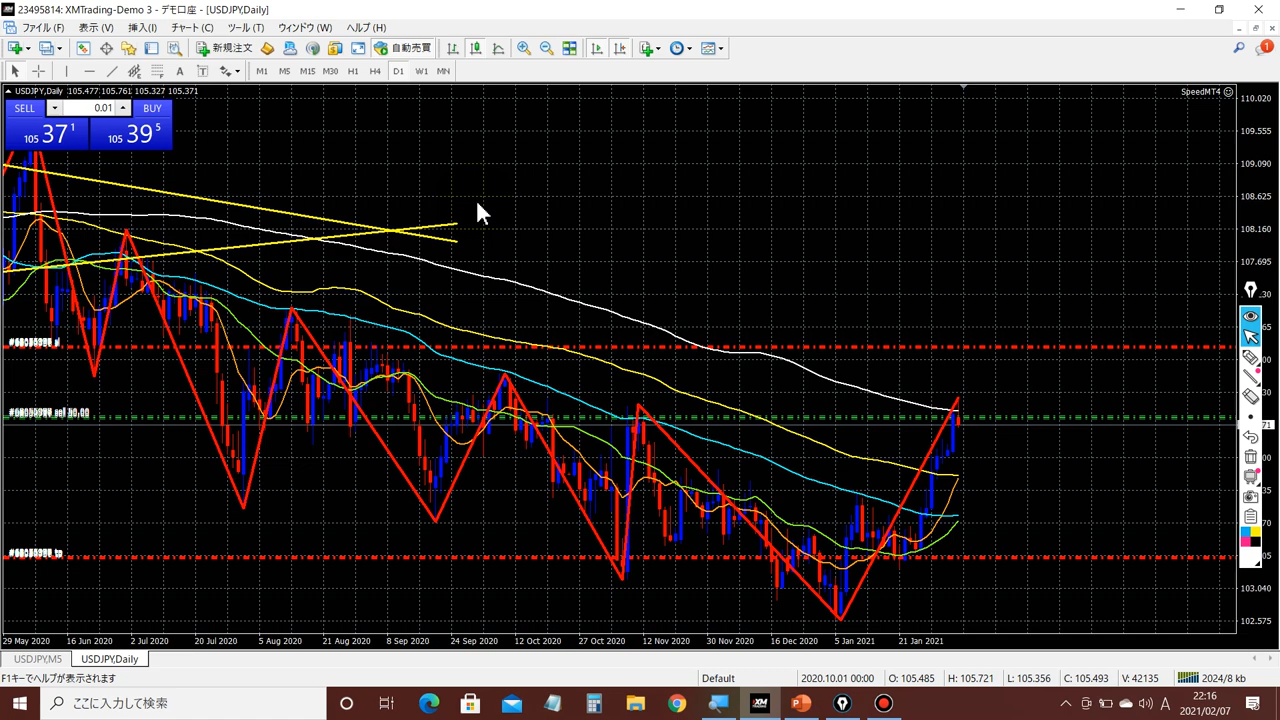 23495814: XMTrading-Demo 3 - デモ口座 - [USDJPY,Daily]
ファイル (F) 表示 (V) 挿入(I) チャート (C) ツール (T) ウィンドウ (W) ヘルプ (H)
新規注文 自動売買
M1 M5 M15 M30 H1 H4 D1 W1 MN
USDJPY,Daily 105.477 105.761 105.327 105.371
SpeedMT4
SELL 0.01 BUY
105 37 1 105 39 5
110.020
109.555
109.090
108.625
108.160
107.695
103.040
102.575
29 May 2020 16 Jun 2020 2 Jul 2020 20 Jul 2020 5 Aug 2020 21 Aug 2020 8 Sep 2020 24 Sep 2020 12 Oct 2020 27 Oct 2020 12 Nov 2020 30 Nov 2020 16 Dec 2020 5 Jan 2021 21 Jan 2021
USDJPY,M5 USDJPY,Daily
F1キーでヘルプが表示されます Default 2020.10.01 00:00 O: 105.485 H: 105.721 L: 105.356 C: 105.493 V: 42135 2024/8 kb
ここに入力して検索
22:16
2021/02/07